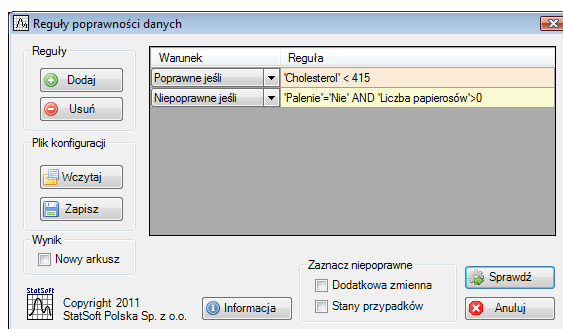 Reguły poprawności danych
Reguły
Dodaj
Usuń
Plik konfiguracji
Wczytaj
Zapisz
Wynik
Nowy arkusz
Warunek Reguła
Poprawne jeśli 'Cholesterol' < 415
Niepoprawne jeśli 'Palenie'='Nie' AND 'Liczba papierosów'>0
StatSoft
Copyright 2011
StatSoft Polska Sp. z o.o.
Informacja
Zaznacz niepoprawne
Dodatkowa zmienna
Stany przypadków
Sprawdź
Anuluj